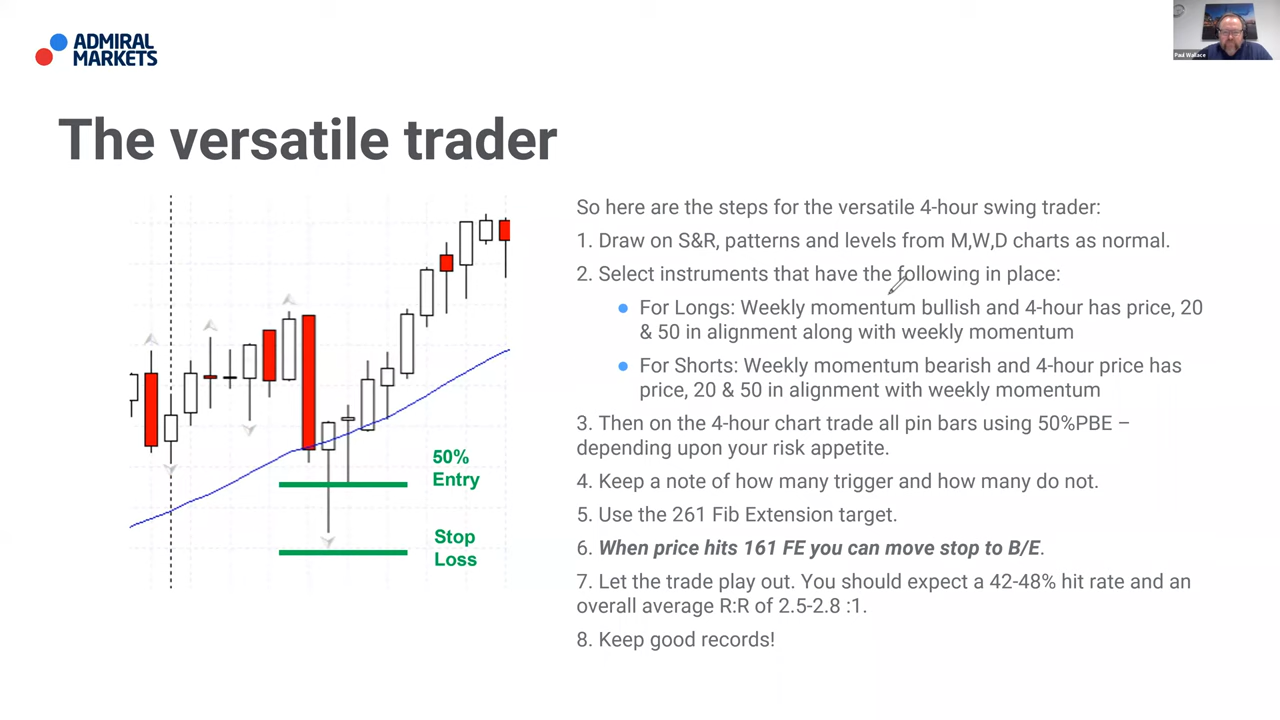 ADMIRAL
MARKETS
Paul Wallace
The versatile trader
50%
Entry
Stop
Loss
So here are the steps for the versatile 4-hour swing trader:
1. Draw on S&R, patterns and levels from M,W,D charts as normal.
2. Select instruments that have the following in place:
For Longs: Weekly momentum bullish and 4-hour has price, 20
& 50 in alignment along with weekly momentum
For Shorts: Weekly momentum bearish and 4-hour price has
price, 20 & 50 in alignment with weekly momentum
3. Then on the 4-hour chart trade all pin bars using 50%PBE –
depending upon your risk appetite.
4. Keep a note of how many trigger and how many do not.
5. Use the 261 Fib Extension target.
6. When price hits 161 FE you can move stop to B/E.
7. Let the trade play out. You should expect a 42-48% hit rate and an
overall average R:R of 2.5-2.8 :1.
8. Keep good records!